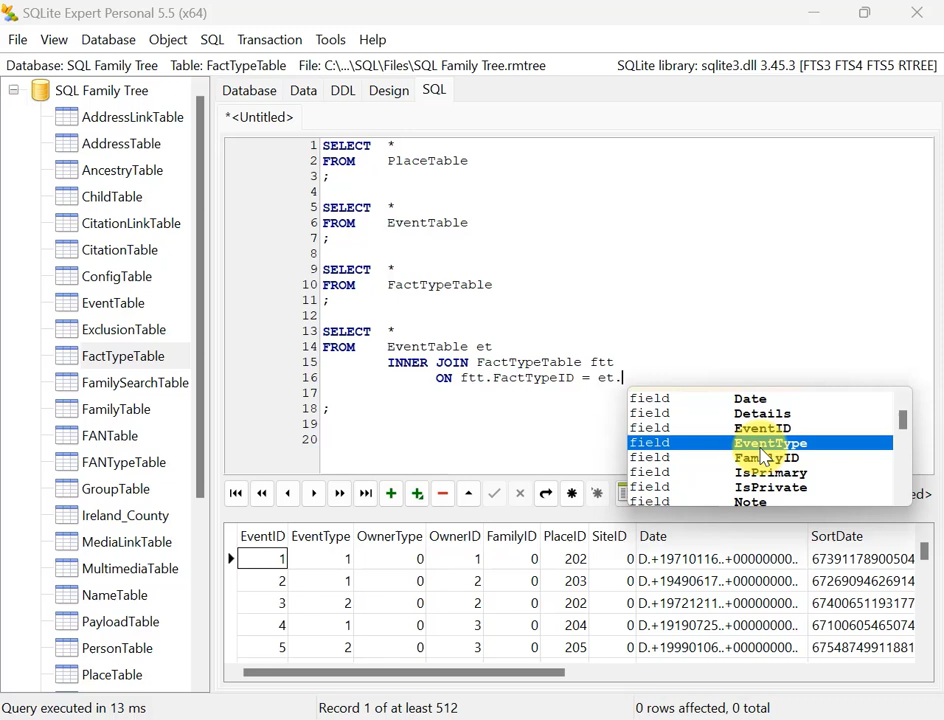 SQLite Expert Personal 5.5 (x64)
File View Database Object SQL Transaction Tools Help
Database: SQL Family Tree Table: FactTypeTable File: C:\...\SQL\Files\SQL Family Tree.rmtree SQLite library: sqlite3.dll 3.45.3 [FTS3 FTS4 FTS5 RTREE]
SQL Family Tree
AddressLinkTable
AddressTable
AncestryTable
ChildTable
CitationLinkTable
CitationTable
ConfigTable
EventTable
ExclusionTable
FactTypeTable
FamilySearchTable
FamilyTable
FANTable
FANTypeTable
GroupTable
Ireland_County
MediaLinkTable
MultimediaTable
NameTable
PayloadTable
PersonTable
PlaceTable
Database Data DDL Design SQL
*<Untitled>
1 SELECT *
2 FROM PlaceTable
3 ;
4
5 SELECT *
6 FROM EventTable
7 ;
8
9 SELECT *
10 FROM FactTypeTable
11 ;
12
13 SELECT *
14 FROM EventTable et
15 INNER JOIN FactTypeTable ftt
16 ON ftt.FactTypeID = et.
17
18 ;
19
20
field Date
field Details
field EventID
field EventType
field FamilyID
field IsPrimary
field IsPrivate
field Note
ed>
EventID EventType OwnerType OwnerID FamilyID PlaceID SiteID Date SortDate
1 1 0 1 0 202 0 D.+19710116..+00000000.. 67391178900504
2 1 0 2 0 203 0 D.+19490617..+00000000.. 67269094626914
3 2 0 2 0 202 0 D.+19721211..+00000000.. 67400651193177
4 1 0 3 0 204 0 D.+19190725..+00000000.. 67100605465074
5 2 0 3 0 205 0 D.+19990106..+00000000.. 67548749911881
Query executed in 13 ms Record 1 of at least 512 0 rows affected, 0 total